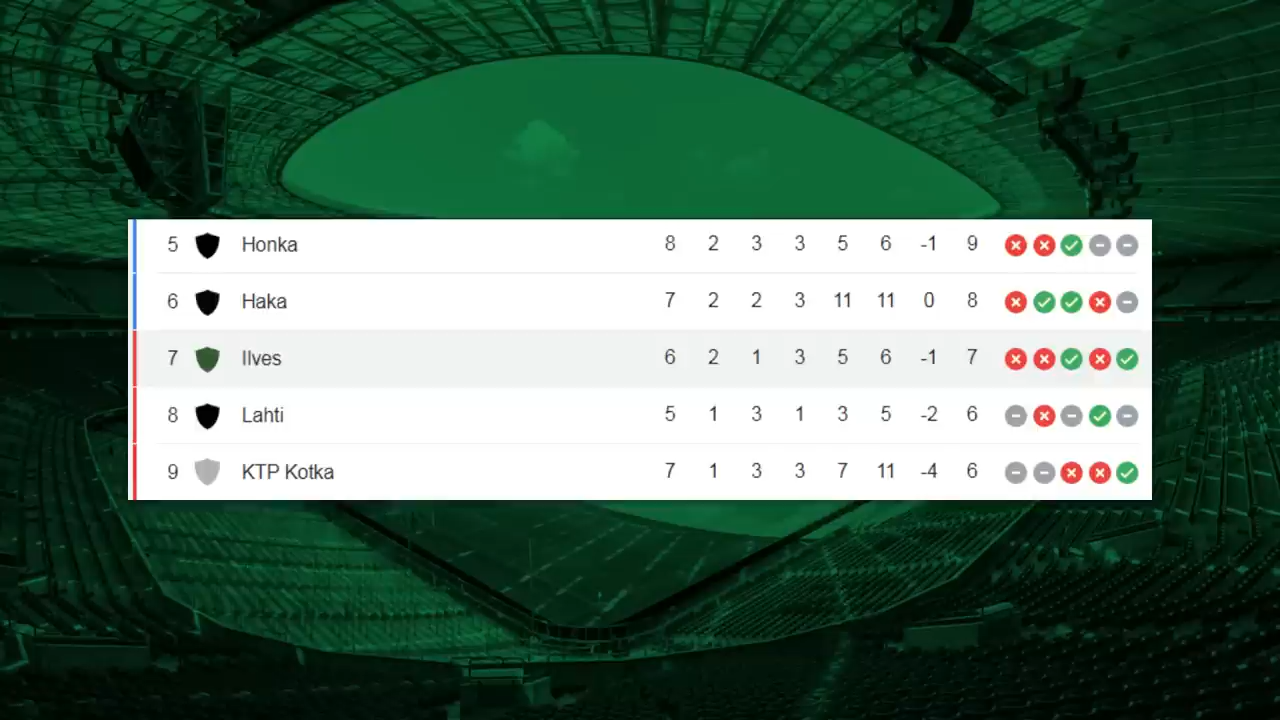 5 Honka 8 2 3 3 5 6 -1 9
6 Haka 7 2 2 3 11 11 0 8
7 Ilves 6 2 1 3 5 6 -1 7
8 Lahti 5 1 3 1 3 5 -2 6
9 KTP Kotka 7 1 3 3 7 11 -4 6